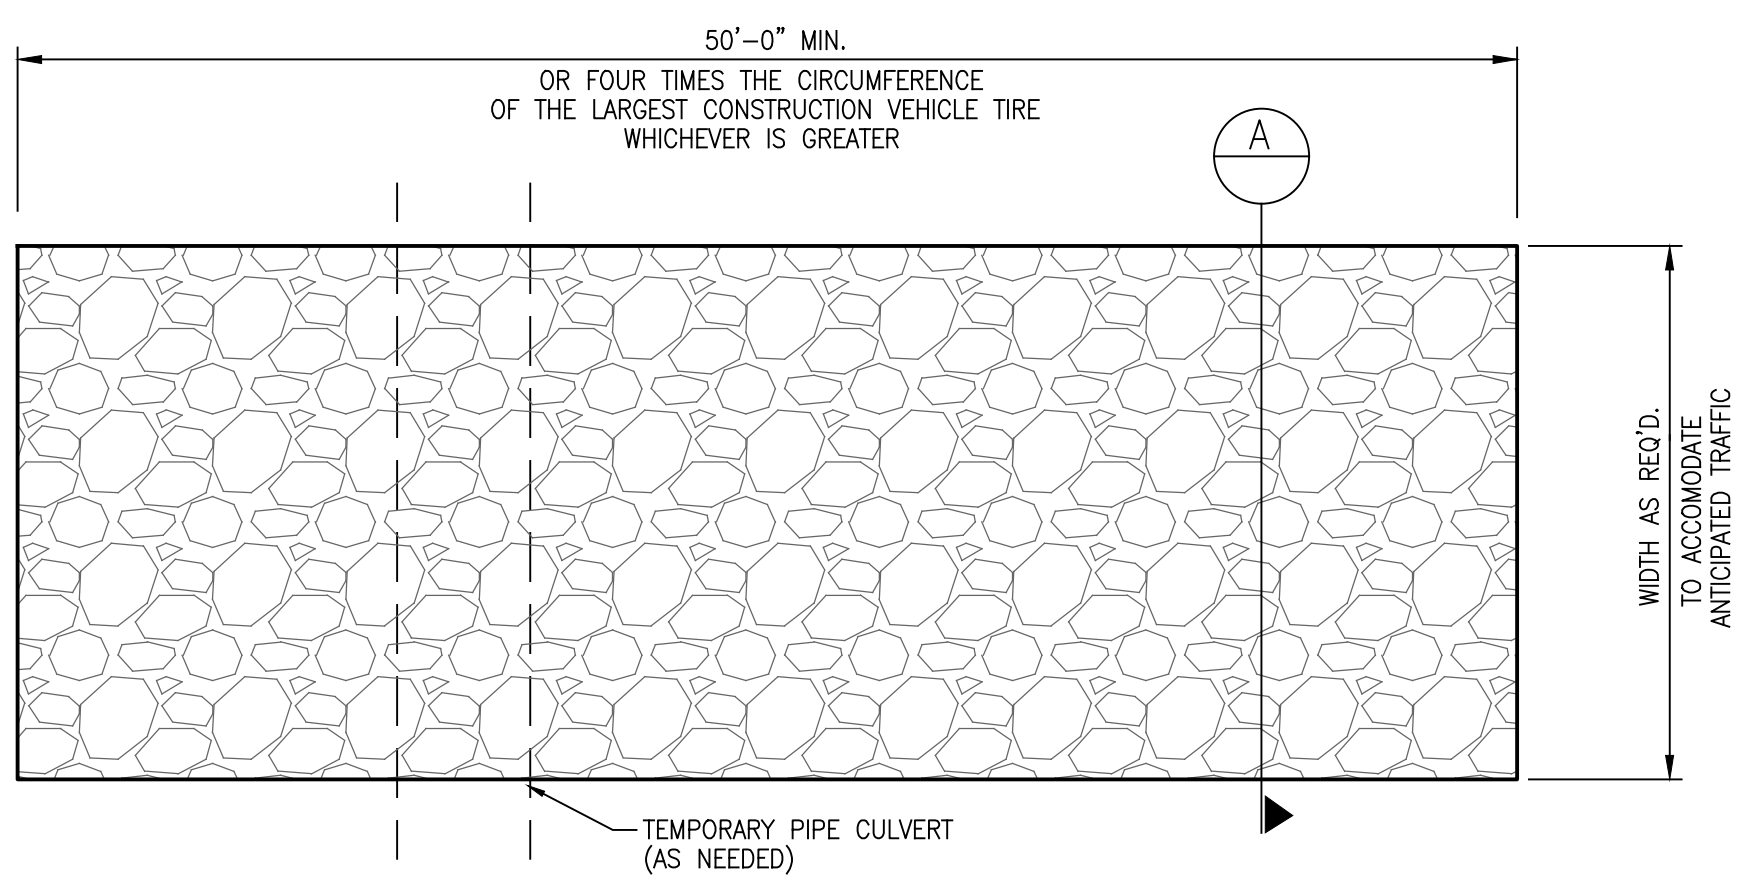 50'-0" MIN.
OR FOUR TIMES THE CIRCUMFERENCE
OF THE LARGEST CONSTRUCTION VEHICLE TIRE
WHICHEVER IS GREATER
A
WIDTH AS REQ'D.
TO ACCOMODATE
ANTICIPATED TRAFFIC
TEMPORARY PIPE CULVERT
(AS NEEDED)